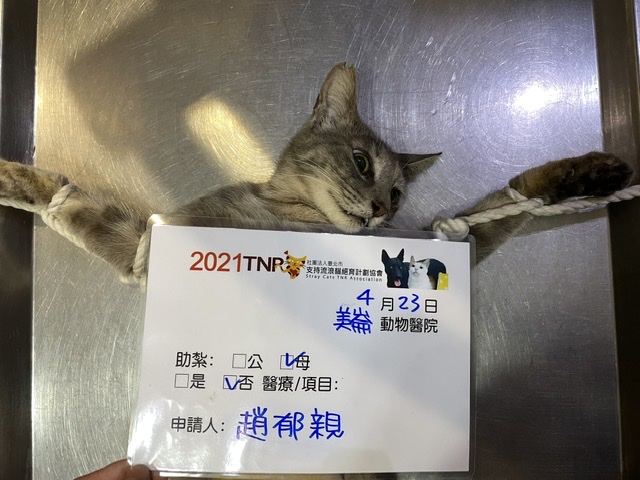 2021TNR
社團法人臺北市
支持流浪貓絕育計劃協會
Stray Cats TNR Association
4月23日
美崙動物醫院
助紮：□公 ☑母
□是 ☑否 醫療/項目：
申請人：趙郁親